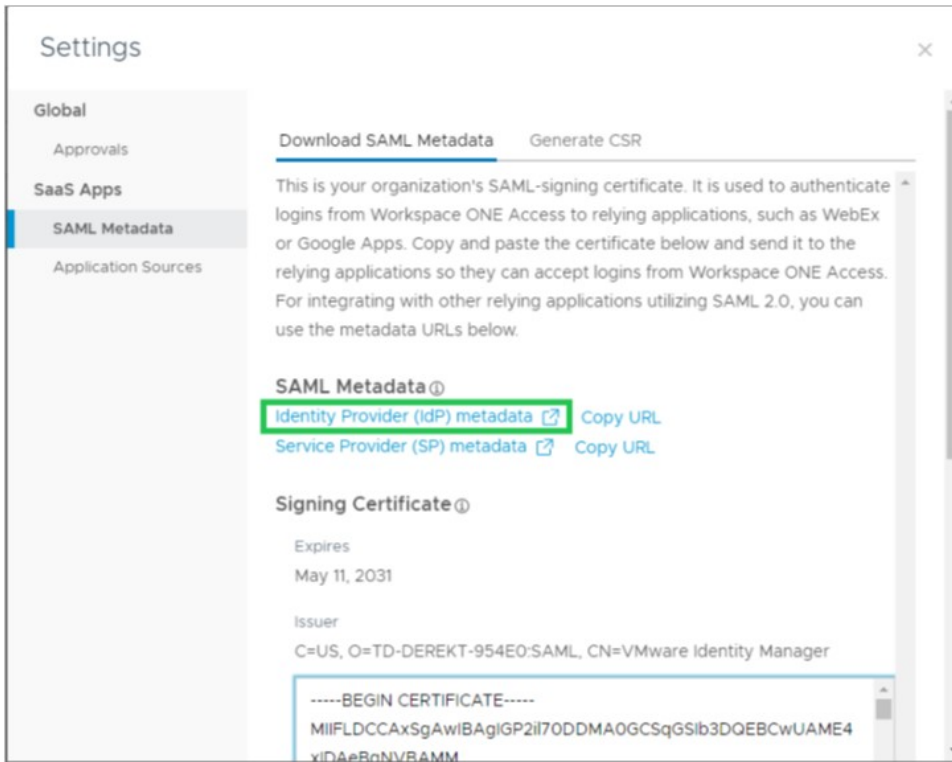 Settings
Global
Approvals
SaaS Apps
SAML Metadata
Application Sources
Download SAML Metadata Generate CSR
This is your organization's SAML-signing certificate. It is used to authenticate
logins from Workspace ONE Access to relying applications, such as WebEx
or Google Apps. Copy and paste the certificate below and send it to the
relying applications so they can accept logins from Workspace ONE Access.
For integrating with other relying applications utilizing SAML 2.0, you can
use the metadata URLs below.
SAML Metadata
Identity Provider (IdP) metadata Copy URL
Service Provider (SP) metadata Copy URL
Signing Certificate
Expires
May 11, 2031
Issuer
C=US, O=TD-DEREKT-954E0:SAML, CN=VMware Identity Manager
-----BEGIN CERTIFICATE-----